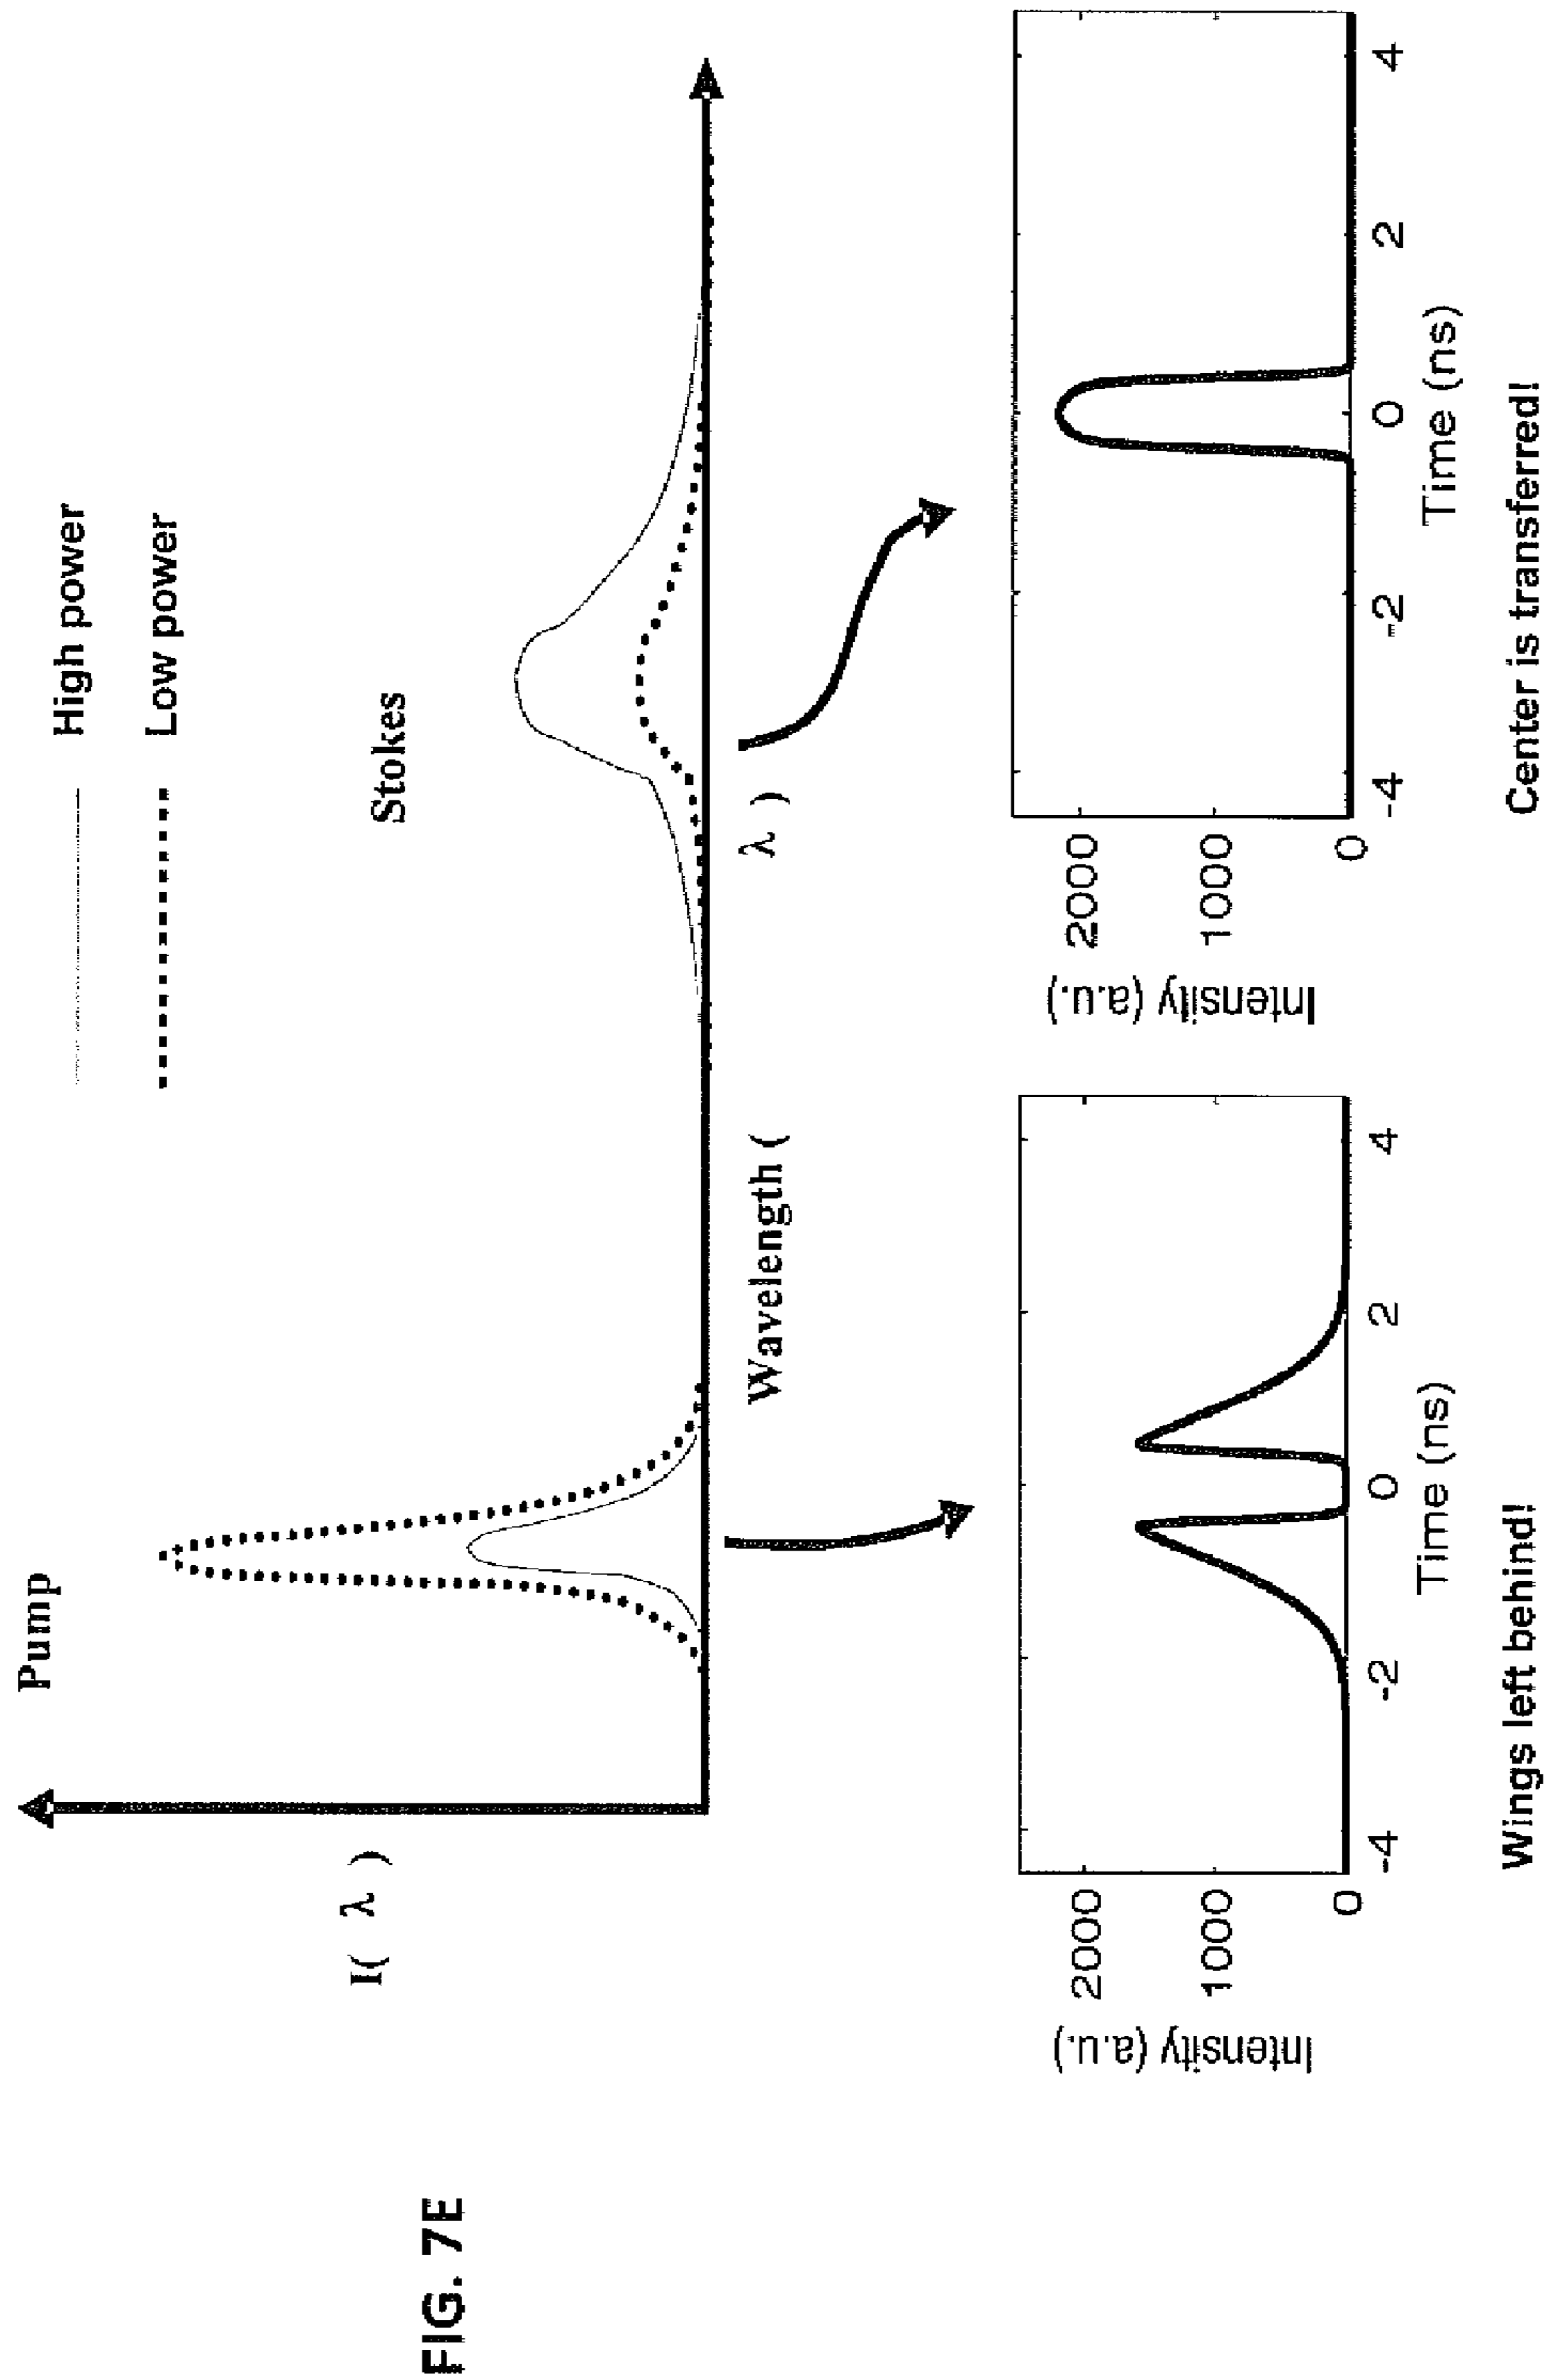 FIG. 7E
Pump
High power
Low power
Stokes
I( λ )
Wavelength ( λ )
Intensity (a.u.)
2000
1000
0
-4 -2 0 2 4
Time (ns)
Wings left behind!
Intensity (a.u.)
2000
1000
0
-4 -2 0 2 4
Time (ns)
Center is transferred!